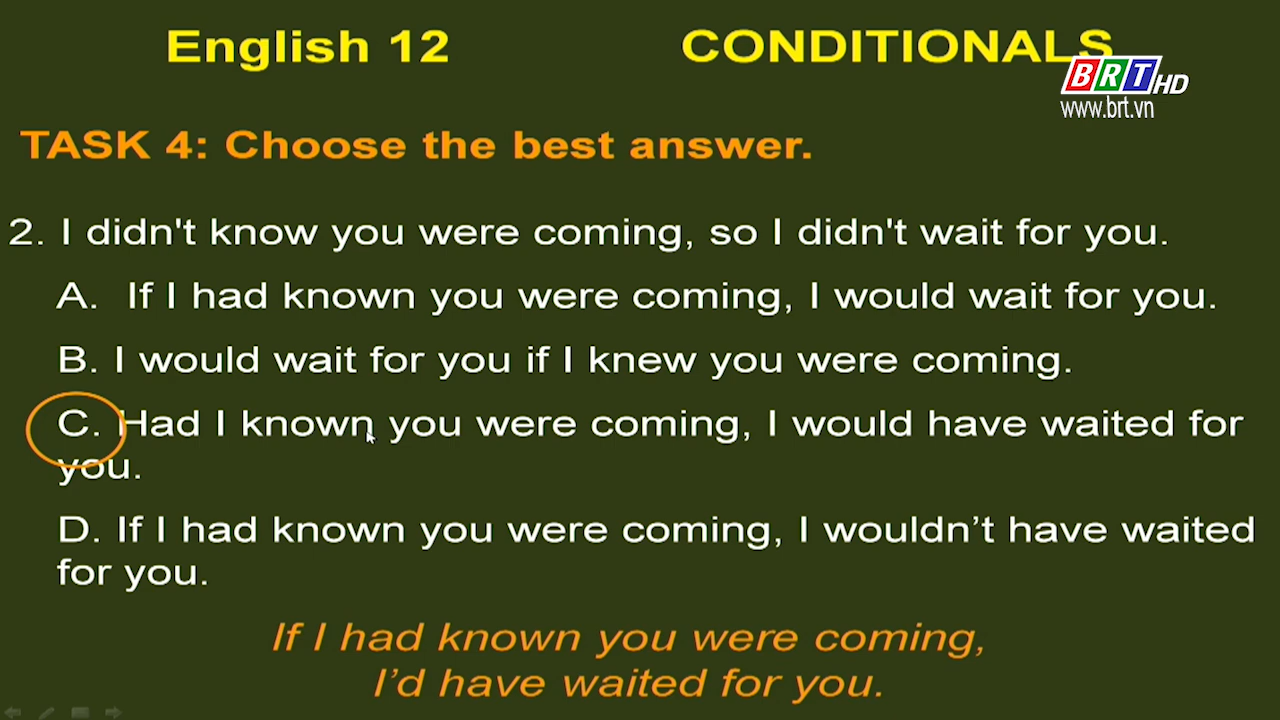 English 12
CONDITIONALS
BRT HD
www.brt.vn
TASK 4: Choose the best answer.
2. I didn't know you were coming, so I didn't wait for you.
A. If I had known you were coming, I would wait for you.
B. I would wait for you if I knew you were coming.
C. Had I known you were coming, I would have waited for
you.
D. If I had known you were coming, I wouldn’t have waited
for you.
If I had known you were coming,
I’d have waited for you.